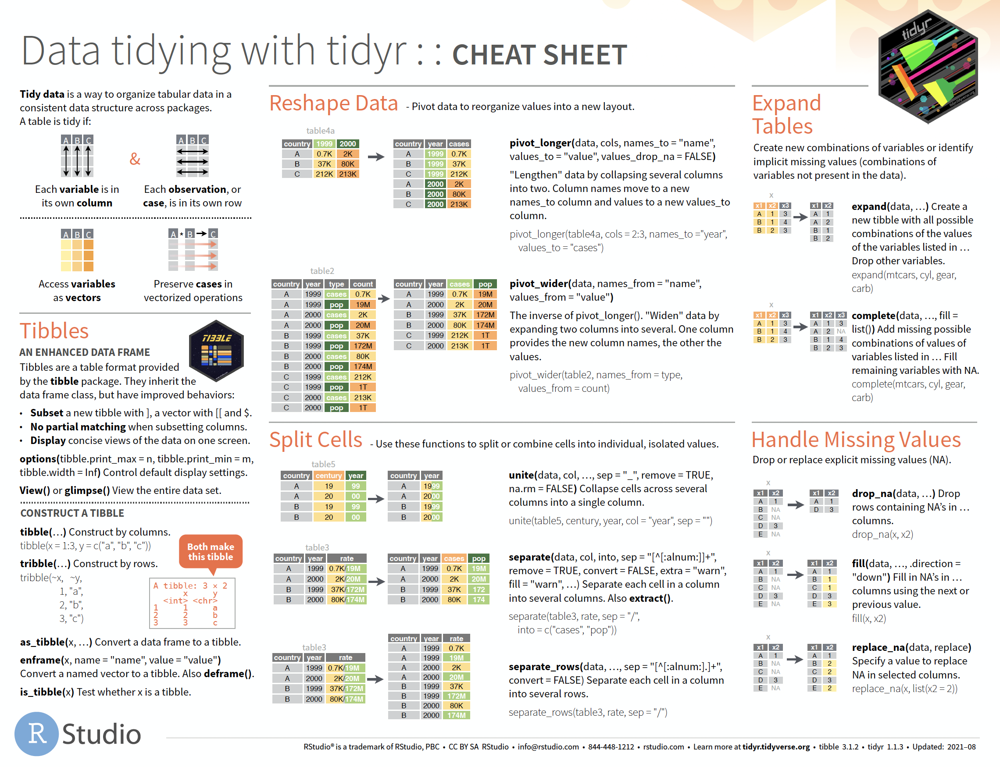 Data tidying with tidyr : : CHEAT SHEET
tidyr
tidyr.tidyverse.org
Tidy data is a way to organize tabular data in a
consistent data structure across packages.
A table is tidy if:
A B C
&
A B C
Each variable is in
its own column
Each observation, or
case, is in its own row
A B C
A * B C
Access variables
as vectors
Preserve cases in
vectorized operations
Tibbles
TIBBLE
AN ENHANCED DATA FRAME
Tibbles are a table format provided
by the tibble package. They inherit the
data frame class, but have improved behaviors:
• Subset a new tibble with ], a vector with [[ and $.
• No partial matching when subsetting columns.
• Display concise views of the data on one screen.
options(tibble.print_max = n, tibble.print_min = m,
tibble.width = Inf) Control default display settings.
View() or glimpse() View the entire data set.
CONSTRUCT A TIBBLE
tibble(…) Construct by columns.
tibble(x = 1:3, y = c("a", "b", "c"))
tribble(…) Construct by rows.
tribble(~x, ~y,
1, "a",
2, "b",
3, "c")
Both make
this tibble
A tibble: 3 × 2
x y
<int> <chr>
1 1 a
2 2 b
3 3 c
as_tibble(x, …) Convert a data frame to a tibble.
enframe(x, name = "name", value = "value")
Convert a named vector to a tibble. Also deframe().
is_tibble(x) Test whether x is a tibble.
Reshape Data - Pivot data to reorganize values into a new layout.
table4a
country 1999 2000
A 0.7K 2K
B 37K 80K
C 212K 213K
country year cases
A 1999 0.7K
B 1999 37K
C 1999 212K
A 2000 2K
B 2000 80K
C 2000 213K
pivot_longer(data, cols, names_to = "name",
values_to = "value", values_drop_na = FALSE)
"Lengthen" data by collapsing several columns
into two. Column names move to a new
names_to column and values to a new values_to
column.
pivot_longer(table4a, cols = 2:3, names_to ="year",
values_to = "cases")
table2
country year type count
A 1999 cases 0.7K
A 1999 pop 19M
A 2000 cases 2K
A 2000 pop 20M
B 1999 cases 37K
B 1999 pop 172M
B 2000 cases 80K
B 2000 pop 174M
C 1999 cases 212K
C 1999 pop 1T
C 2000 cases 213K
C 2000 pop 1T
country year cases pop
A 1999 0.7K 19M
A 2000 2K 20M
B 1999 37K 172M
B 2000 80K 174M
C 1999 212K 1T
C 2000 213K 1T
pivot_wider(data, names_from = "name",
values_from = "value")
The inverse of pivot_longer(). "Widen" data by
expanding two columns into several. One column
provides the new column names, the other the
values.
pivot_wider(table2, names_from = type,
values_from = count)
Split Cells - Use these functions to split or combine cells into individual, isolated values.
table5
country century year
A 19 99
A 20 00
B 19 99
B 20 00
country year
A 1999
A 2000
B 1999
B 2000
unite(data, col, …, sep = "_", remove = TRUE,
na.rm = FALSE) Collapse cells across several
columns into a single column.
unite(table5, century, year, col = "year", sep = "")
table3
country year rate
A 1999 0.7K/19M
A 2000 2K/20M
B 1999 37K/172M
B 2000 80K/174M
country year cases pop
A 1999 0.7K 19M
A 2000 2K 20M
B 1999 37K 172
B 2000 80K 174
separate(data, col, into, sep = "[^[:alnum:]]+",
remove = TRUE, convert = FALSE, extra = "warn",
fill = "warn", …) Separate each cell in a column
into several columns. Also extract().
separate(table3, rate, sep = "/",
into = c("cases", "pop"))
table3
country year rate
A 1999 0.7K/19M
A 2000 2K/20M
B 1999 37K/172M
B 2000 80K/174M
country year rate
A 1999 0.7K
A 1999 19M
A 2000 2K
A 2000 20M
B 1999 37K
B 1999 172M
B 2000 80K
B 2000 174M
separate_rows(data, …, sep = "[^[:alnum:].]+",
convert = FALSE) Separate each cell in a column
into several rows.
separate_rows(table3, rate, sep = "/")
Expand
Tables
Create new combinations of variables or identify
implicit missing values (combinations of
variables not present in the data).
x
x1 x2 x3
A 1 3
B 1 4
B 2 3
x1 x2
A 1
A 2
B 1
B 2
expand(data, …) Create a
new tibble with all possible
combinations of the values
of the variables listed in …
Drop other variables.
expand(mtcars, cyl, gear,
carb)
x
x1 x2 x3
A 1 3
B 1 4
B 2 3
x1 x2 x3
A 1 3
A 2 NA
B 1 4
B 2 3
complete(data, …, fill =
list()) Add missing possible
combinations of values of
variables listed in … Fill
remaining variables with NA.
complete(mtcars, cyl, gear,
carb)
Handle Missing Values
Drop or replace explicit missing values (NA).
x
x1 x2
A 1
B NA
C NA
D 3
E NA
x1 x2
A 1
D 3
drop_na(data, …) Drop
rows containing NA’s in …
columns.
drop_na(x, x2)
x
x1 x2
A 1
B NA
C NA
D 3
E NA
x1 x2
A 1
B 1
C 1
D 3
E 3
fill(data, …, .direction =
"down") Fill in NA’s in …
columns using the next or
previous value.
fill(x, x2)
x
x1 x2
A 1
B NA
C NA
D 3
E NA
x1 x2
A 1
B 2
C 2
D 3
E 2
replace_na(data, replace)
Specify a value to replace
NA in selected columns.
replace_na(x, list(x2 = 2))
R Studio
RStudio® is a trademark of RStudio, PBC • CC BY SA RStudio • info@rstudio.com • 844-448-1212 • rstudio.com • Learn more at tidyr.tidyverse.org • tibble 3.1.2 • tidyr 1.1.3 • Updated: 2021–08